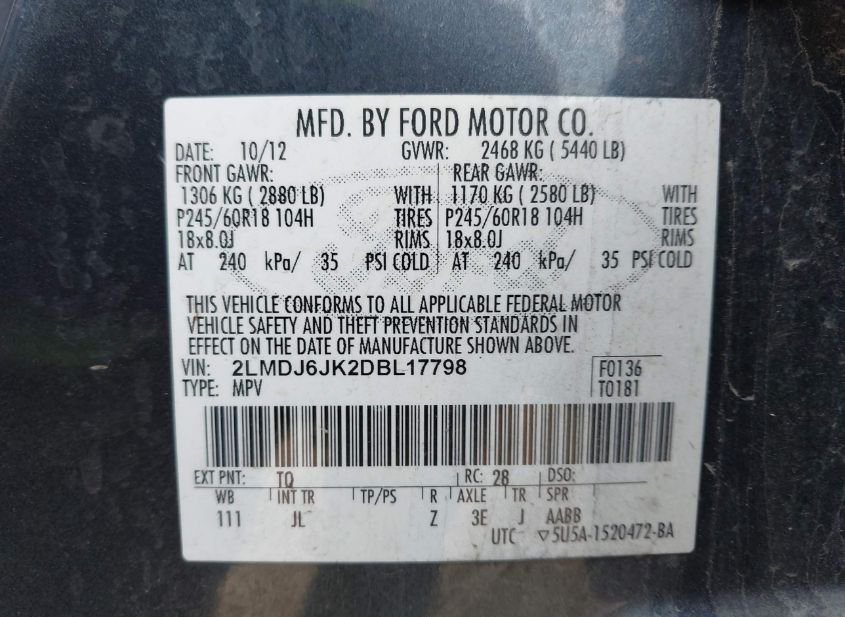 MFD. BY FORD MOTOR CO.
DATE: 10/12 GVWR: 2468 KG ( 5440 LB)
FRONT GAWR: REAR GAWR:
1306 KG ( 2880 LB) WITH 1170 KG ( 2580 LB) WITH
P245/60R18 104H TIRES P245/60R18 104H TIRES
18x8.0J RIMS 18x8.0J RIMS
AT 240 kPa/ 35 PSI COLD AT 240 kPa/ 35 PSI COLD
THIS VEHICLE CONFORMS TO ALL APPLICABLE FEDERAL MOTOR
VEHICLE SAFETY AND THEFT PREVENTION STANDARDS IN
EFFECT ON THE DATE OF MANUFACTURE SHOWN ABOVE.
VIN: 2LMDJ6JK2DBL17798 F0136
TYPE: MPV T0181
EXT PNT: TQ RC: 28 DSO:
WB INT TR TP/PS R AXLE TR SPR
111 JL Z 3E J AABB
UTC ▽5U5A-1520472-BA